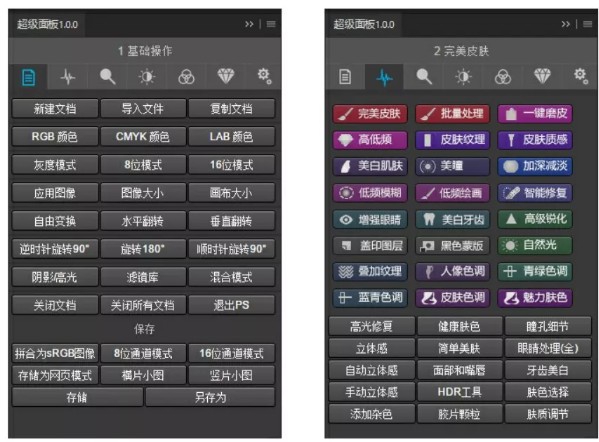 超级面板1.0.0
1 基础操作
新建文档 导入文件 复制文档
RGB 颜色 CMYK 颜色 LAB 颜色
灰度模式 8位模式 16位模式
应用图像 图像大小 画布大小
自由变换 水平翻转 垂直翻转
逆时针旋转90° 旋转180° 顺时针旋转90°
阴影/高光 滤镜库 混合模式
关闭文档 关闭所有文档 退出PS
保存
拼合为sRGB图像 8位通道模式 16位通道模式
存储为网页模式 横片小图 竖片小图
存储 另存为
超级面板1.0.0
2 完美皮肤
完美皮肤 批量处理 一键磨皮
高低频 皮肤纹理 皮肤质感
美白肌肤 美瞳 加深减淡
低频模糊 低频绘画 智能修复
增强眼睛 美白牙齿 高级锐化
盖印图层 黑色蒙版 自然光
叠加纹理 人像色调 青绿色调
蓝青色调 皮肤色调 魅力肤色
高光修复 健康肤色 瞳孔细节
立体感 简单美肤 眼睛处理(全)
自动立体感 面部和嘴唇 牙齿美白
手动立体感 HDR工具 肤色选择
添加杂色 胶片颗粒 肤质调节